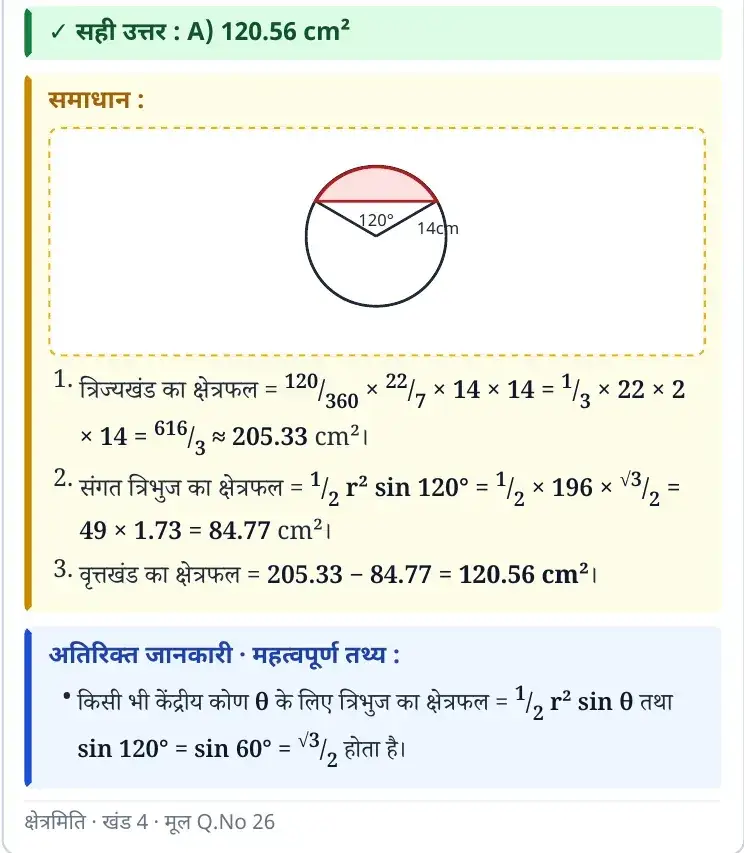 ✓ सही उत्तर : A) 120.56 cm²
समाधान :
120°
14cm
1. त्रिज्यखंड का क्षेत्रफल = ¹²⁰/₃₆₀ × ²²/₇ × 14 × 14 = ¹/₃ × 22 × 2
× 14 = ⁶¹⁶/₃ ≈ 205.33 cm²।
2. संगत त्रिभुज का क्षेत्रफल = ¹/₂ r² sin 120° = ¹/₂ × 196 × √³/₂ =
49 × 1.73 = 84.77 cm²।
3. वृत्तखंड का क्षेत्रफल = 205.33 − 84.77 = 120.56 cm²।
अतिरिक्त जानकारी · महत्वपूर्ण तथ्य :
• किसी भी केंद्रीय कोण θ के लिए त्रिभुज का क्षेत्रफल = ¹/₂ r² sin θ तथा
sin 120° = sin 60° = √³/₂ होता है।
क्षेत्रमिति · खंड 4 · मूल Q.No 26